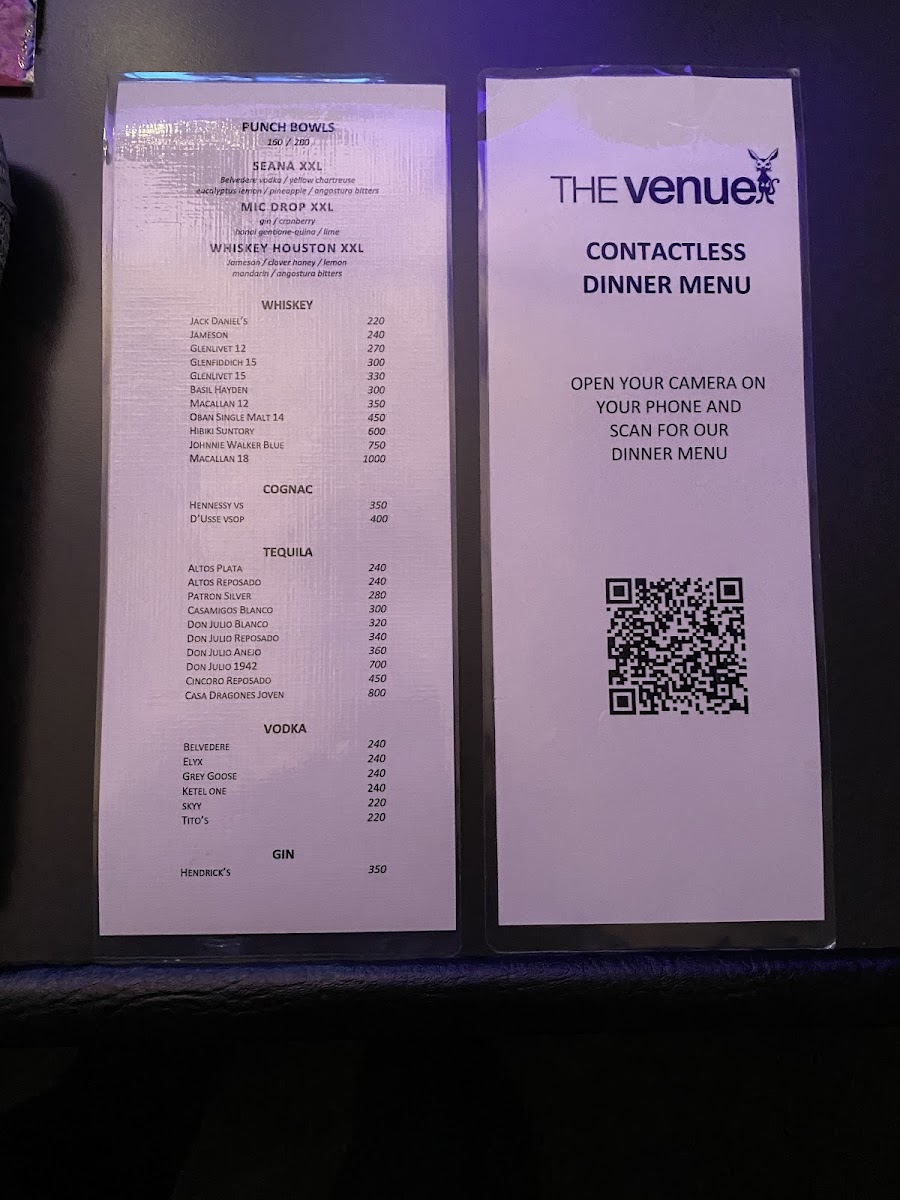 PUNCH BOWLS
160 / 280
SEANA XXL
Belvedere vodka / yellow chartreuse
eucalyptus lemon / pineapple / angostura bitters
MIC DROP XXL
gin / cranberry
bonal gentiane-quina / lime
WHISKEY HOUSTON XXL
Jameson / clover honey / lemon
mandarin / angostura bitters
WHISKEY
JACK DANIEL'S 220
JAMESON 240
GLENLIVET 12 270
GLENFIDDICH 15 300
GLENLIVET 15 330
BASIL HAYDEN 300
MACALLAN 12 350
OBAN SINGLE MALT 14 450
HIBIKI SUNTORY 600
JOHNNIE WALKER BLUE 750
MACALLAN 18 1000
COGNAC
HENNESSY VS 350
D'USSE VSOP 400
TEQUILA
ALTOS PLATA 240
ALTOS REPOSADO 240
PATRON SILVER 280
CASAMIGOS BLANCO 300
DON JULIO BLANCO 320
DON JULIO REPOSADO 340
DON JULIO ANEJO 360
DON JULIO 1942 700
CINCORO REPOSADO 450
CASA DRAGONES JOVEN 800
VODKA
BELVEDERE 240
ELYX 240
GREY GOOSE 240
KETEL ONE 240
SKYY 220
TITO'S 220
GIN
HENDRICK'S 350
THE venue
CONTACTLESS
DINNER MENU
OPEN YOUR CAMERA ON
YOUR PHONE AND
SCAN FOR OUR
DINNER MENU